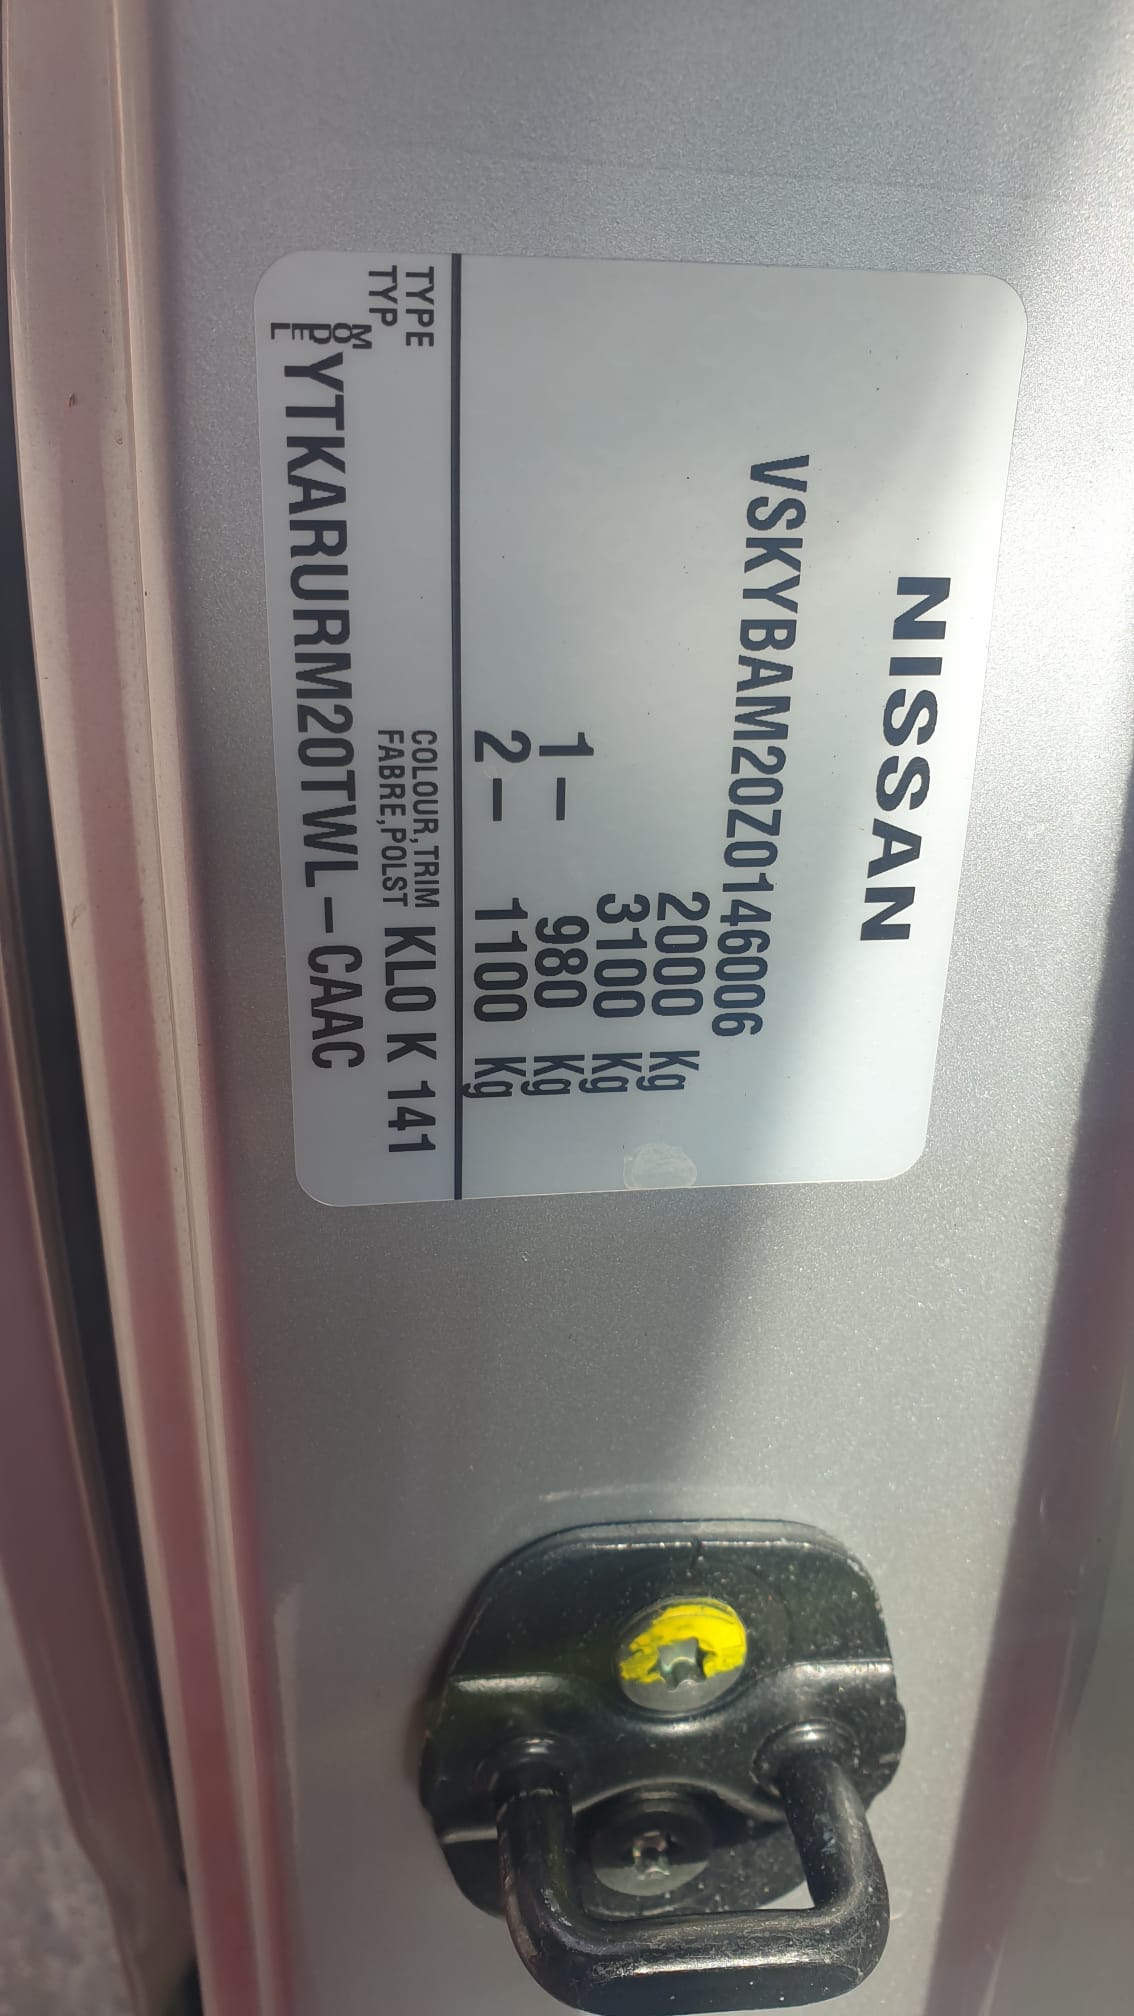 NISSAN
VSKYBAM20Z0146006
2000 Kg
3100 Kg
1- 980 Kg
2- 1100 Kg
TYPE
TYP
COLOUR,TRIM
FABRE,POLST KL0 K 141
MODEL YTKARURM20TWL-CAAC